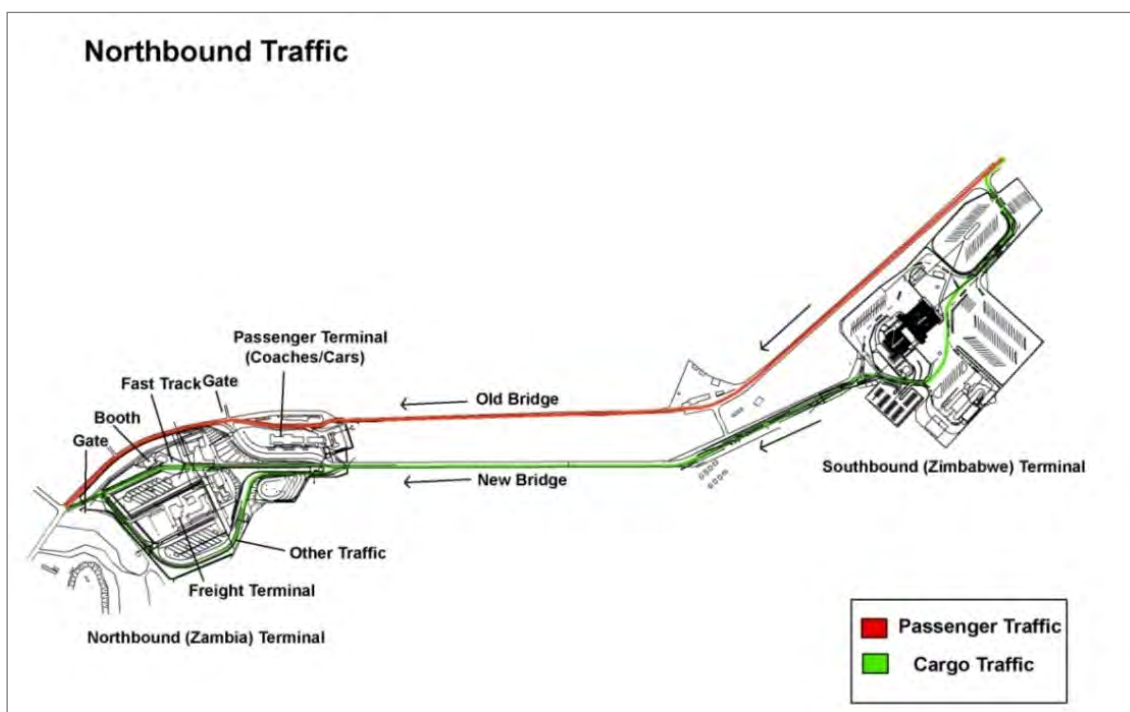 Northbound Traffic
Passenger Terminal
(Coaches/Cars)
Fast Track
Gate
Booth
Gate
Old Bridge
New Bridge
Southbound (Zimbabwe) Terminal
Other Traffic
Freight Terminal
Northbound (Zambia) Terminal
Passenger Traffic
Cargo Traffic